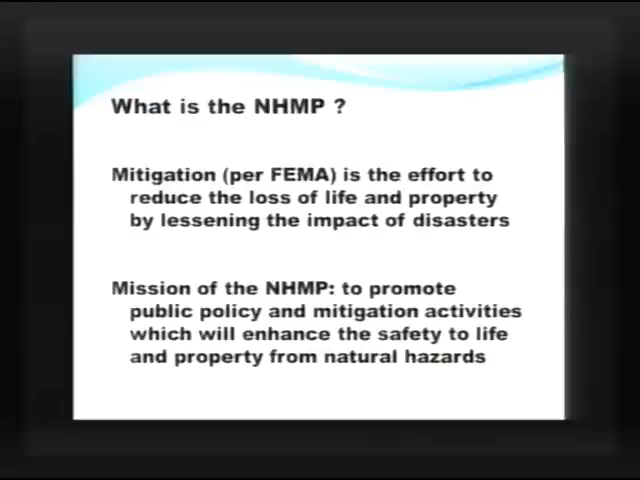 What is the NHMP ?
Mitigation (per FEMA) is the effort to
reduce the loss of life and property
by lessening the impact of disasters
Mission of the NHMP: to promote
public policy and mitigation activities
which will enhance the safety to life
and property from natural hazards